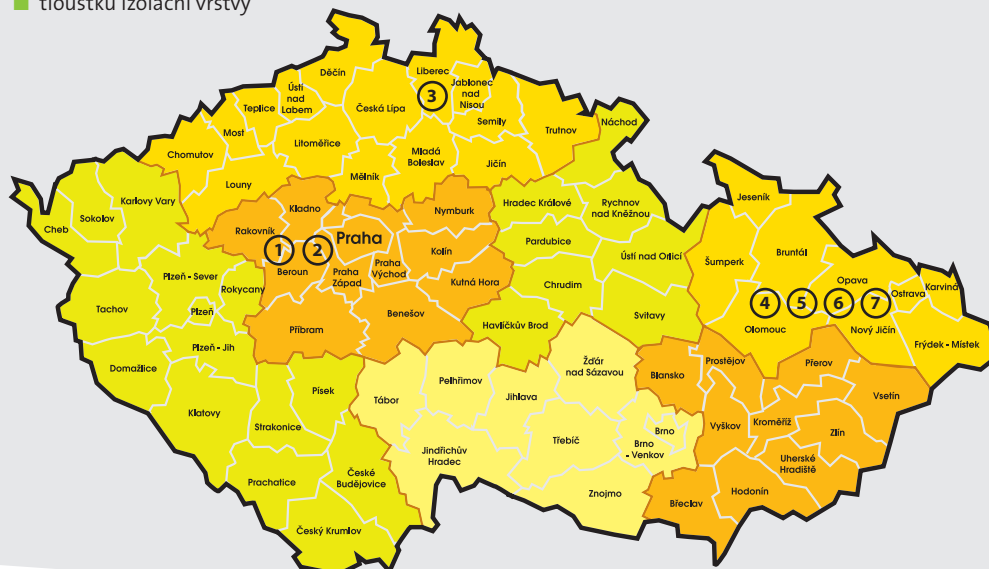 tloušťku izolační vrstvy
Děčín
Liberec
Ústí
nad
Labem
Jablonec
nad
Nisou
3
Teplice
Česká Lípa
Semily
Náchod
Most
Trutnov
Litoměřice
Mladá
Boleslav
Chomutov
Jičín
Mělník
Louny
Jeseník
Karlovy Vary
Kladno
Nymburk
Hradec Králové
Rychnov
nad Kněžnou
Sokolov
Cheb
Rakovník
1
2
Praha
Kolín
Pardubice
Bruntál
Ústí nad Orlicí
Šumperk
Praha
Východ
Beroun
Praha
Západ
Plzeň - Sever
Rokycany
Kutná Hora
Chrudim
Opava
Karviná
Ostrava
4
5
6
7
Tachov
Plzeň
Benešov
Svitavy
Příbram
Havlíčkův Brod
Olomouc
Nový Jičín
Plzeň - Jih
Frýdek - Místek
Domažlice
Žďár
nad Sázavou
Prostějov
Přerov
Blansko
Pelhřimov
Písek
Tábor
Jihlava
Vsetín
Klatovy
Strakonice
Vyškov
Kroměříž
Zlín
Brno
Třebíč
Brno
- Venkov
Jindřichův
Hradec
Uherské
Hradiště
České
Budějovice
Prachatice
Znojmo
Hodonín
Břeclav
Český Krumlov